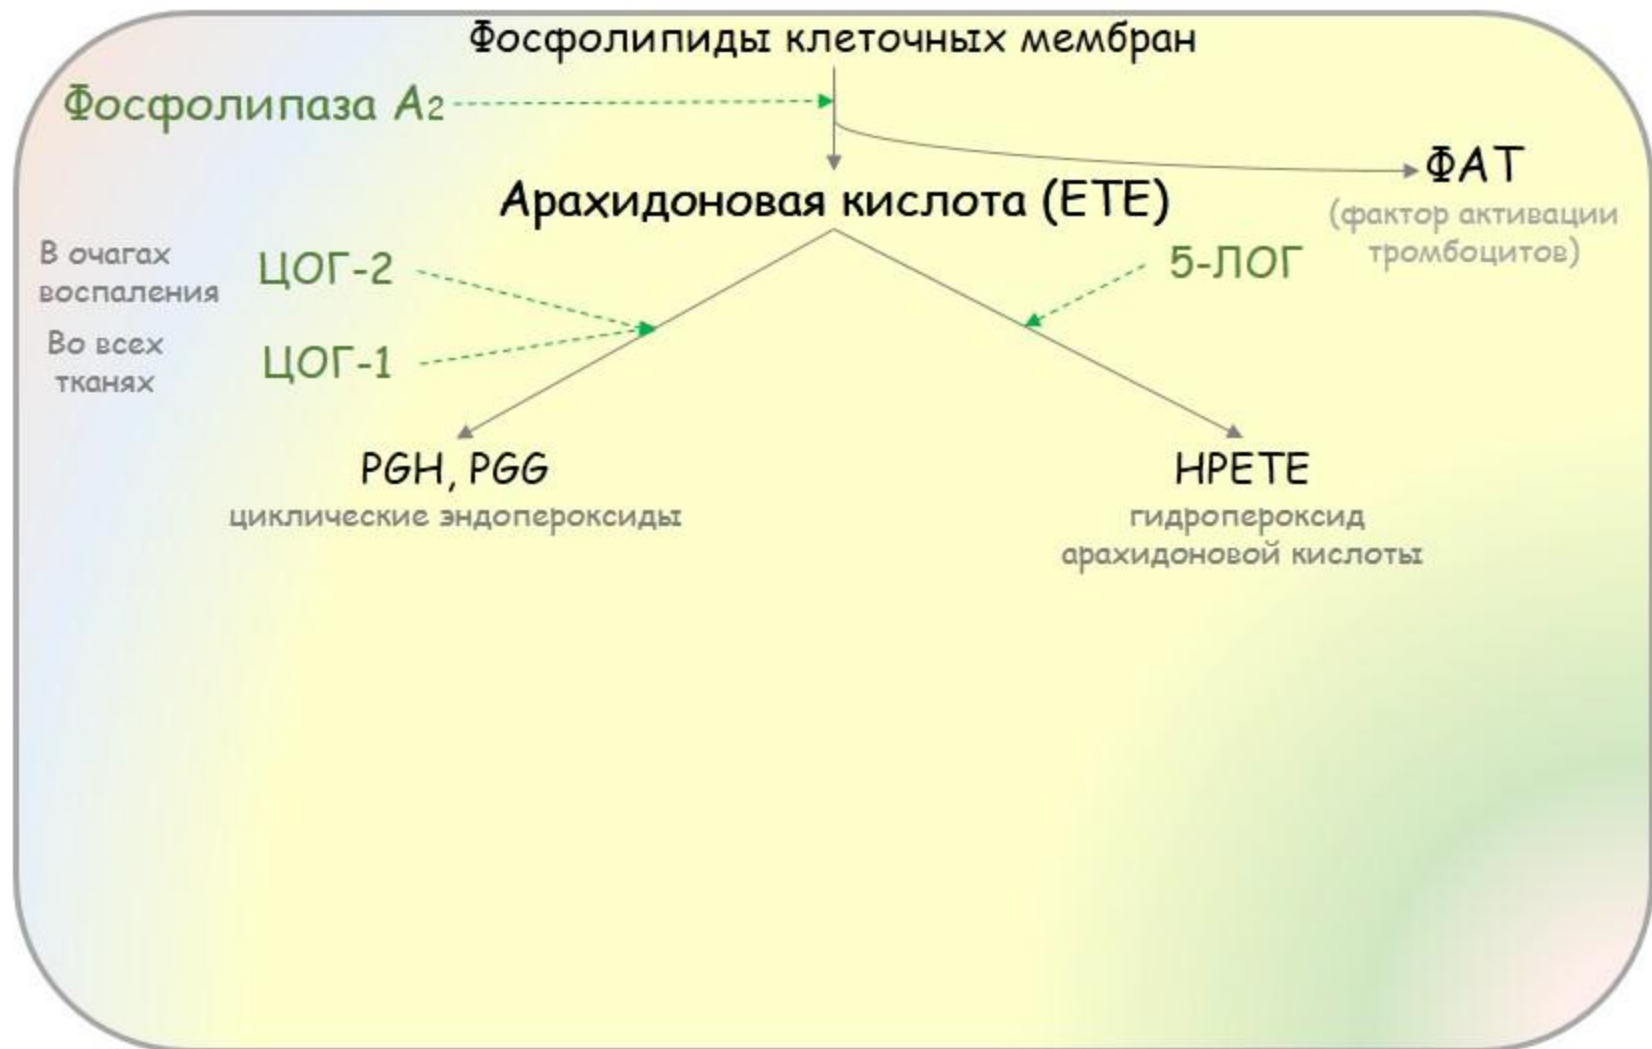 Фосфолипиды клеточных мембран
Фосфолипаза А2
ФАТ
(фактор активации
тромбоцитов)
Арахидоновая кислота (ЕТЕ)
В очагах
воспаления
ЦОГ-2
5-ЛОГ
Во всех
тканях
ЦОГ-1
PGH, PGG
циклические эндопероксиды
HPETE
гидропероксид
арахидоновой кислоты